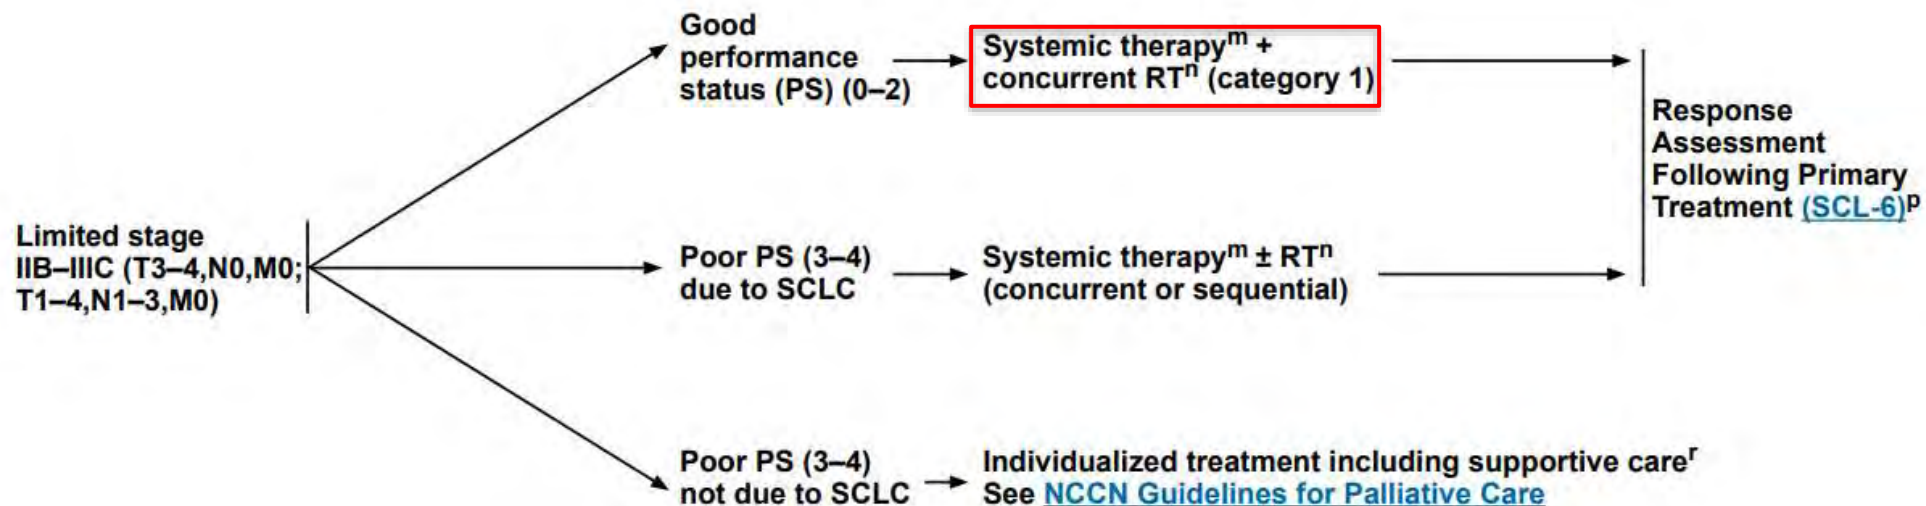 Good
performance
status (PS) (0–2)
Systemic therapyᵐ +
concurrent RTⁿ (category 1)
Response
Assessment
Following Primary
Treatment (SCL-6)ᵖ
Limited stage
IIB–IIIC (T3–4,N0,M0;
T1–4,N1–3,M0)
Poor PS (3–4)
due to SCLC
Systemic therapyᵐ ± RTⁿ
(concurrent or sequential)
Poor PS (3–4)
not due to SCLC
Individualized treatment including supportive careʳ
See NCCN Guidelines for Palliative Care